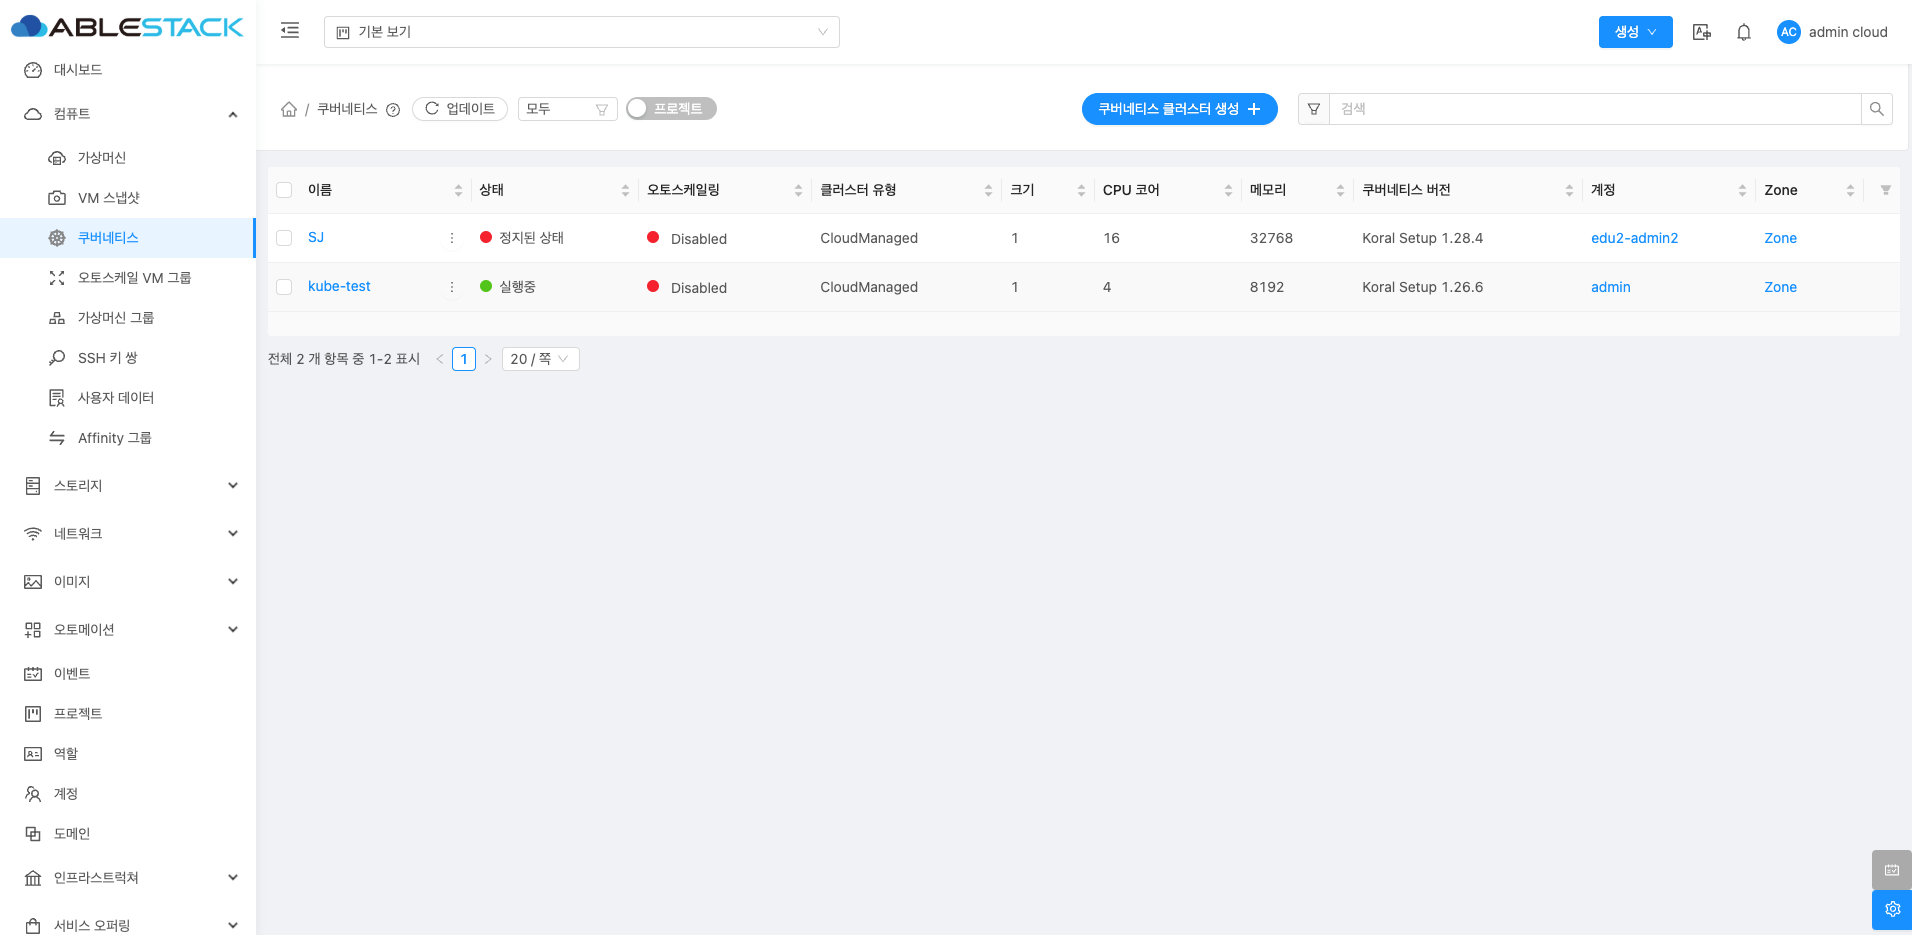 ABLESTACK
기본 보기
생성
AC
admin cloud
대시보드
컴퓨트
가상머신
VM 스냅샷
쿠버네티스
오토스케일 VM 그룹
가상머신 그룹
SSH 키 쌍
사용자 데이터
Affinity 그룹
스토리지
네트워크
이미지
오토메이션
이벤트
프로젝트
역할
계정
도메인
인프라스트럭쳐
서비스 오퍼링
/ 쿠버네티스
업데이트
모두
프로젝트
쿠버네티스 클러스터 생성 +
검색
이름 상태 오토스케일링 클러스터 유형 크기 CPU 코어 메모리 쿠버네티스 버전 계정 Zone
SJ 정지된 상태 Disabled CloudManaged 1 16 32768 Koral Setup 1.28.4 edu2-admin2 Zone
kube-test 실행중 Disabled CloudManaged 1 4 8192 Koral Setup 1.26.6 admin Zone
전체 2 개 항목 중 1-2 표시 < 1 > 20 / 쪽